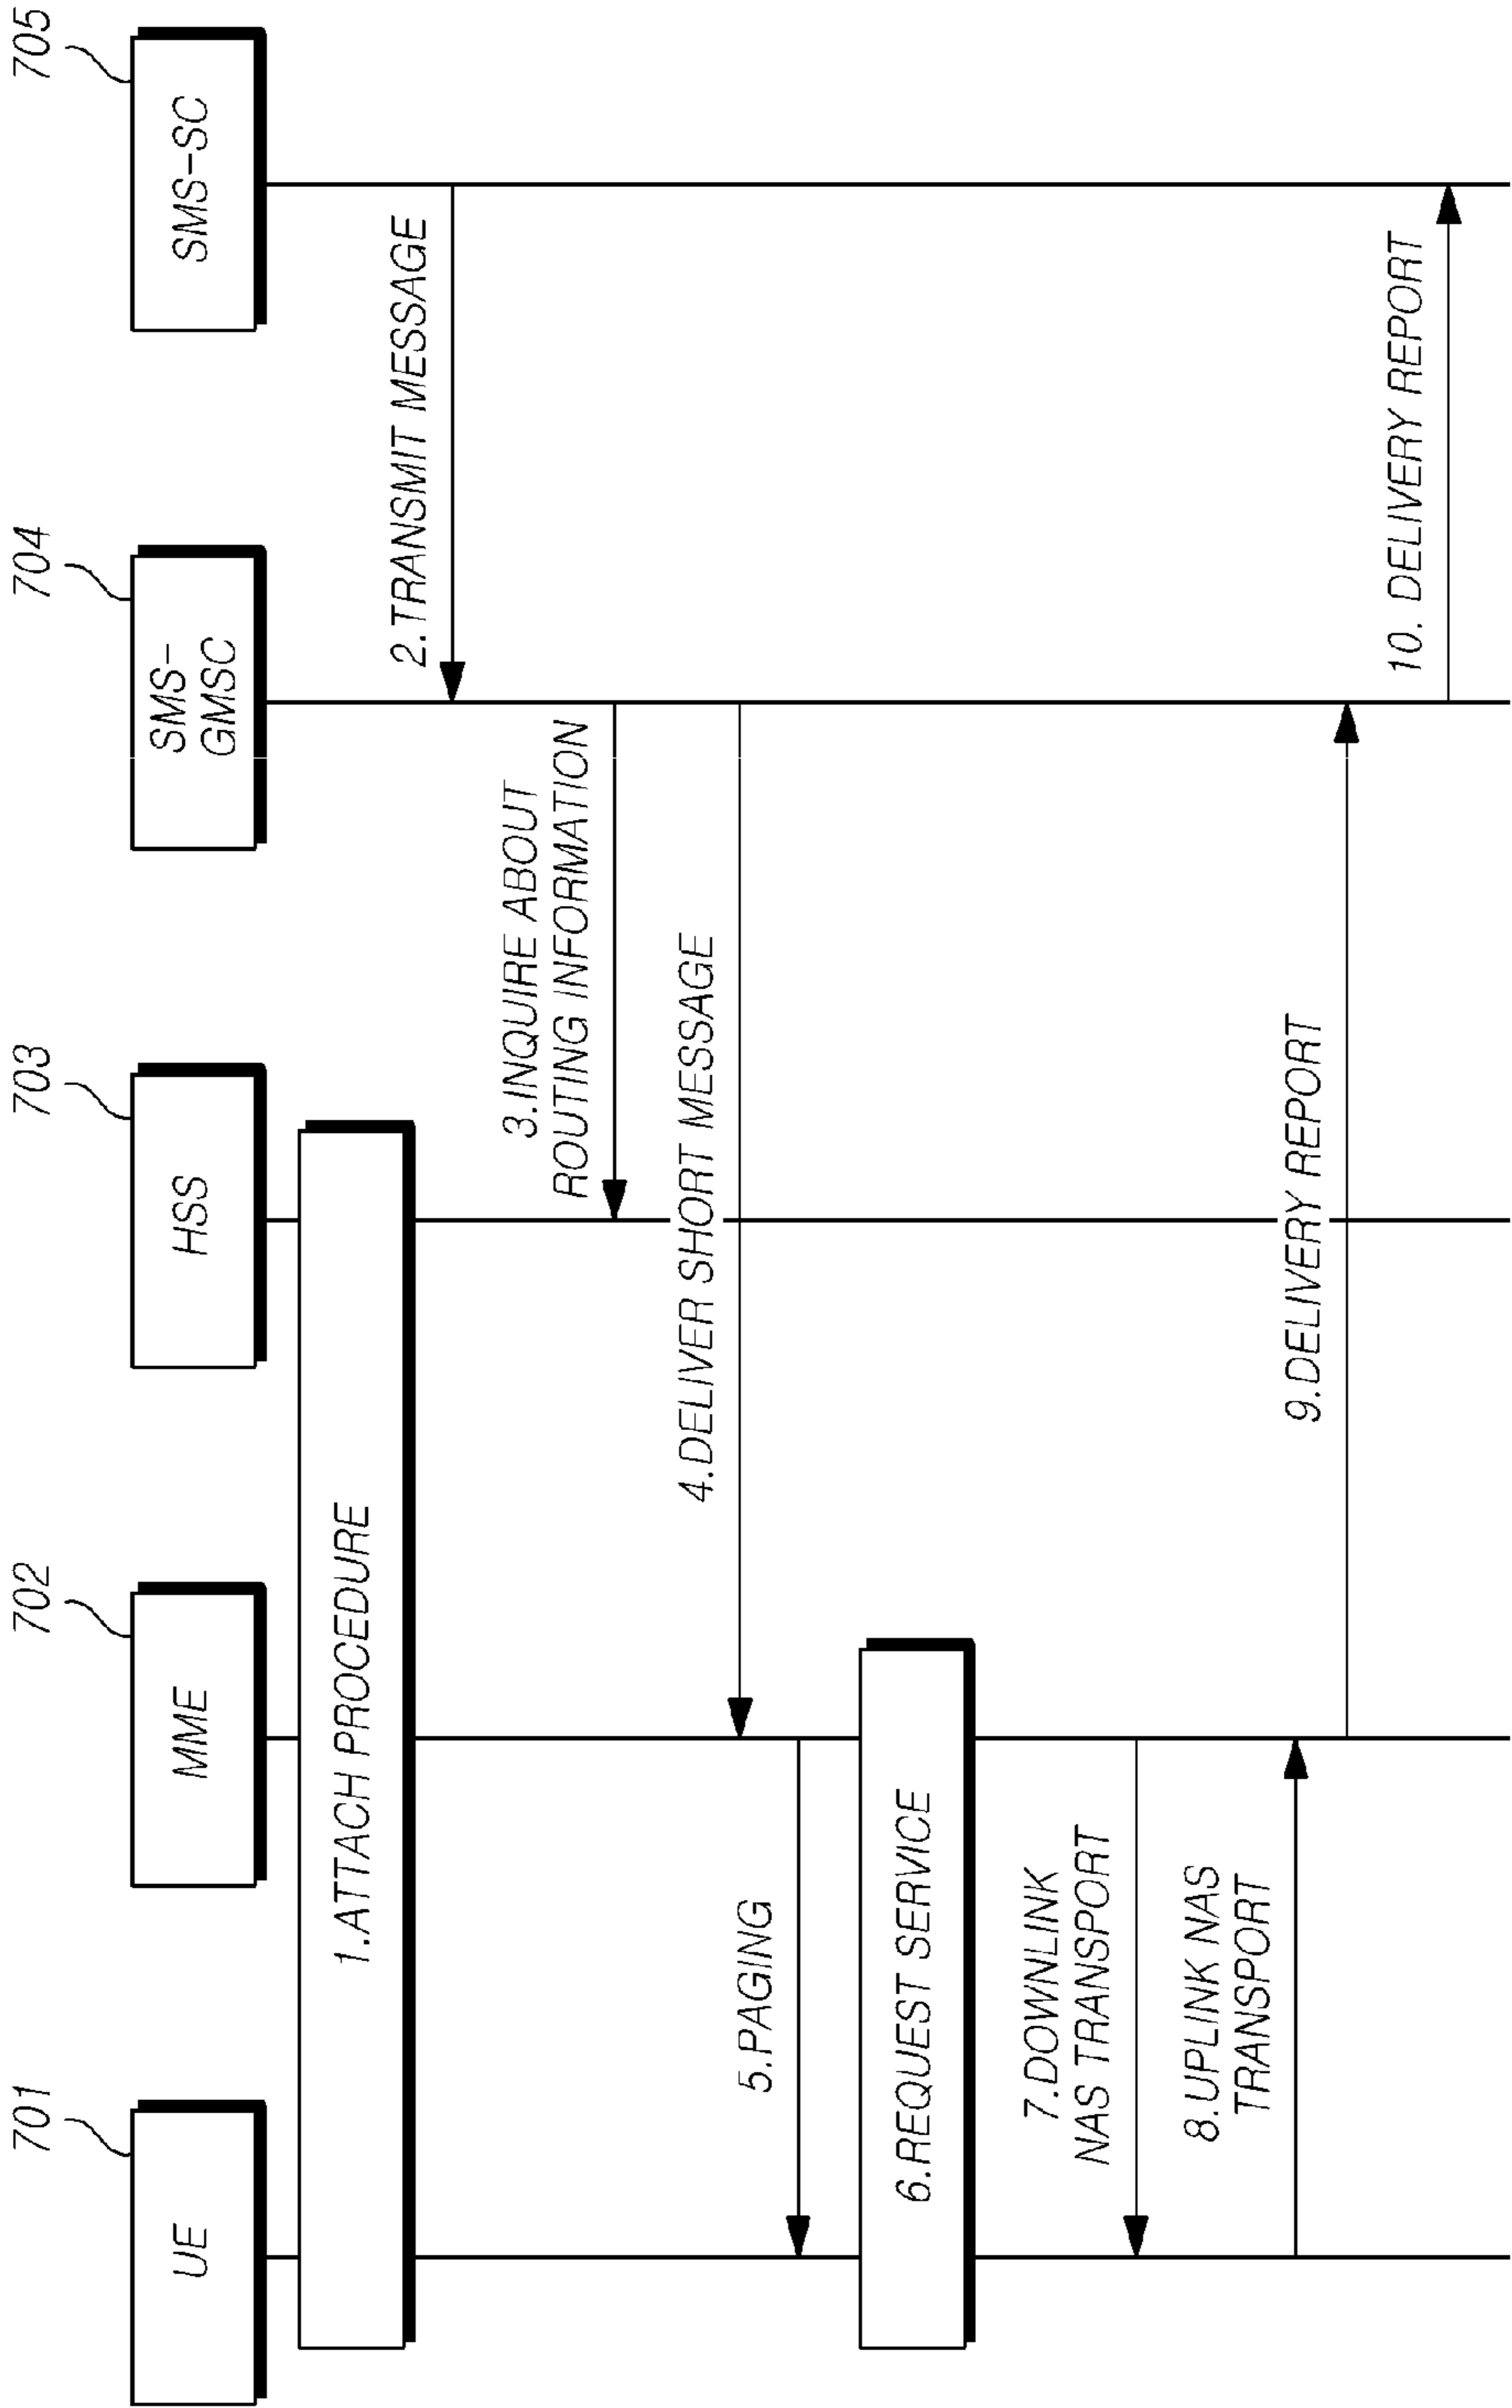 701
702
703
704
705
UE
MME
HSS
SMS-
GMSC
SMS-SC
1.ATTACH PROCEDURE
2.TRANSMIT MESSAGE
3.INQUIRE ABOUT
ROUTING INFORMATION
4.DELIVER SHORT MESSAGE
5.PAGING
6.REQUEST SERVICE
7.DOWNLINK
NAS TRANSPORT
8.UPLINK NAS
TRANSPORT
9.DELIVERY REPORT
10. DELIVERY REPORT